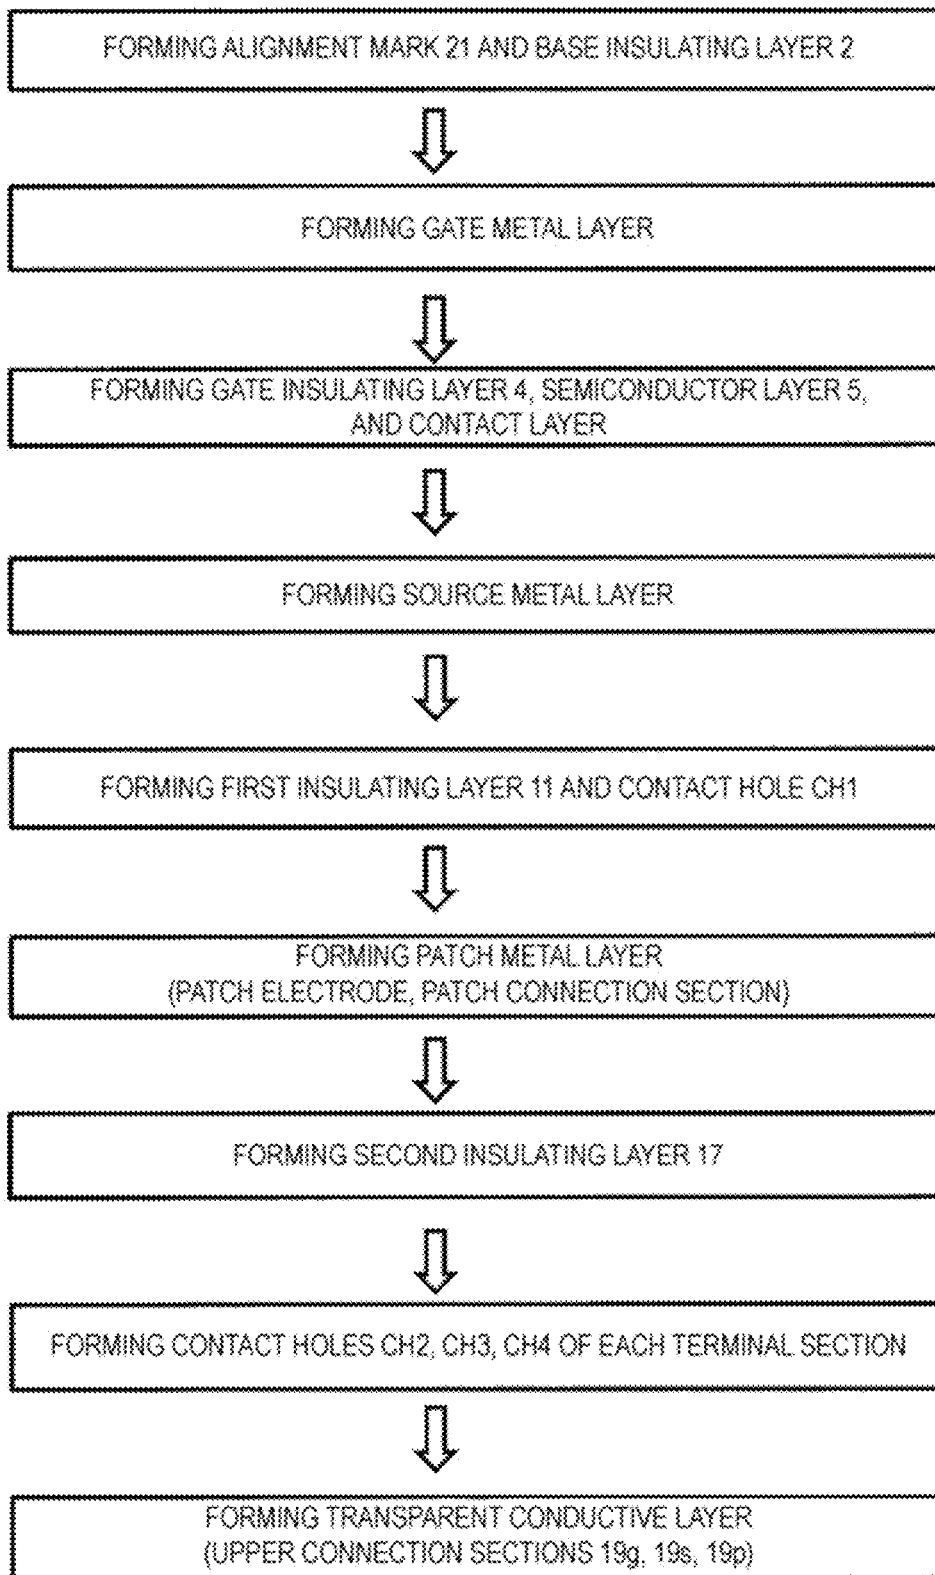 FORMING ALIGNMENT MARK 21 AND BASE INSULATING LAYER 2
FORMING GATE METAL LAYER
FORMING GATE INSULATING LAYER 4, SEMICONDUCTOR LAYER 5,
AND CONTACT LAYER
FORMING SOURCE METAL LAYER
FORMING FIRST INSULATING LAYER 11 AND CONTACT HOLE CH1
FORMING PATCH METAL LAYER
(PATCH ELECTRODE, PATCH CONNECTION SECTION)
FORMING SECOND INSULATING LAYER 17
FORMING CONTACT HOLES CH2, CH3, CH4 OF EACH TERMINAL SECTION
FORMING TRANSPARENT CONDUCTIVE LAYER
(UPPER CONNECTION SECTIONS 19g, 19s, 19p)